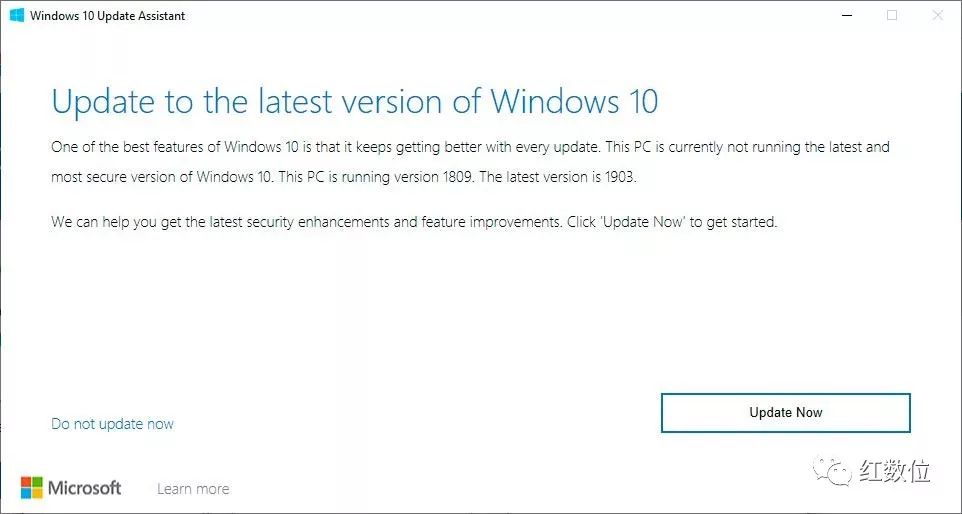 Windows 10 Update Assistant
Update to the latest version of Windows 10
One of the best features of Windows 10 is that it keeps getting better with every update. This PC is currently not running the latest and
most secure version of Windows 10. This PC is running version 1809. The latest version is 1903.
We can help you get the latest security enhancements and feature improvements. Click 'Update Now' to get started.
Do not update now
Update Now
Microsoft
Learn more
红数位